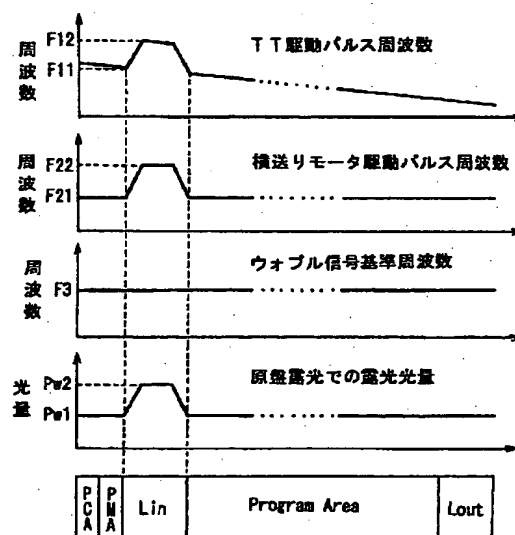 周波数
F12
F11
TT駆動パルス周波数
周波数
F22
F21
横送りモータ駆動パルス周波数
周波数
F3
ウォブル信号基準周波数
光量
Pw2
Pw1
原盤露光での露光光量
PCA
PMA
Lin
Program Area
Lout